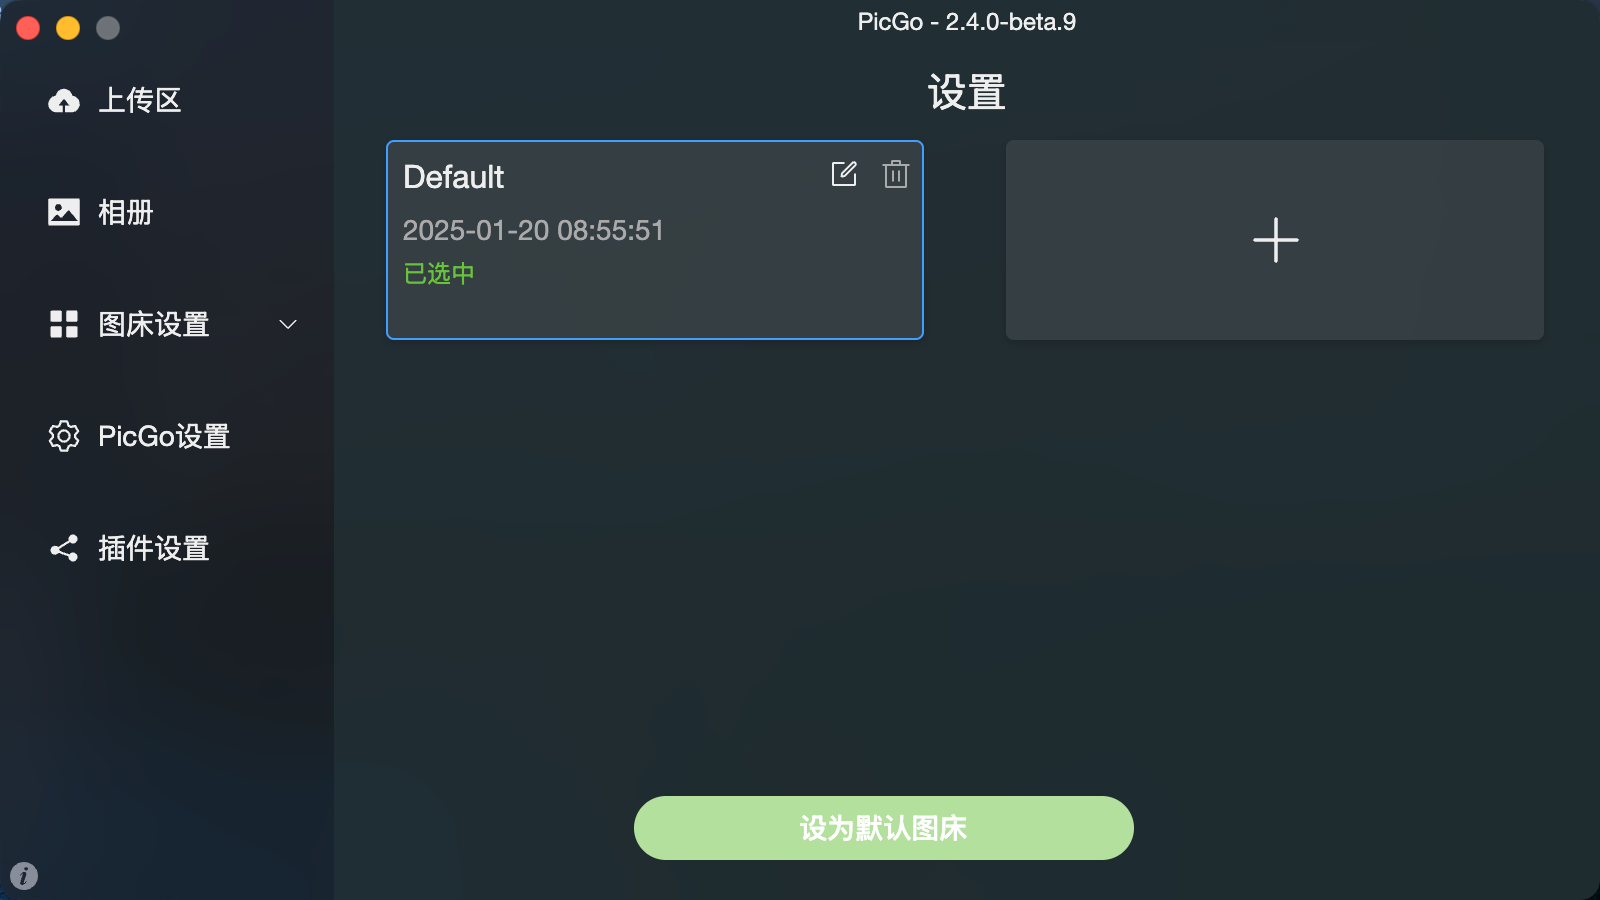 PicGo - 2.4.0-beta.9
上传区
相册
图床设置
PicGo设置
插件设置
设置
Default
2025-01-20 08:55:51
已选中
设为默认图床